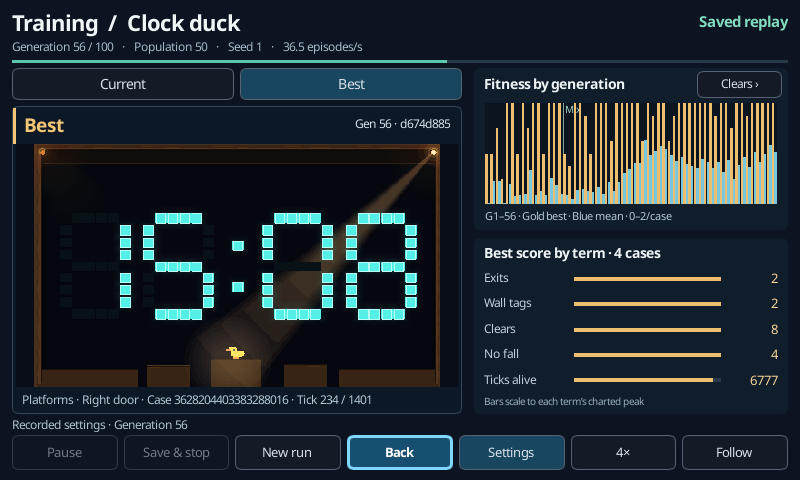 Training / Clock duck
Saved replay
Generation 56 / 100 · Population 50 · Seed 1 · 36.5 episodes/s
Current
Best
Best
Gen 56 · d674d885
15:08
Platforms · Right door · Case 3628204403383288016 · Tick 234 / 1401
Fitness by generation
Clears ›
G1–56 · Gold best · Blue mean · 0–2/case
Best score by term · 4 cases
Exits 2
Wall tags 2
Clears 8
No fall 4
Ticks alive 6777
Bars scale to each term's charted peak
Recorded settings · Generation 56
Pause
Save & stop
New run
Back
Settings
4×
Follow